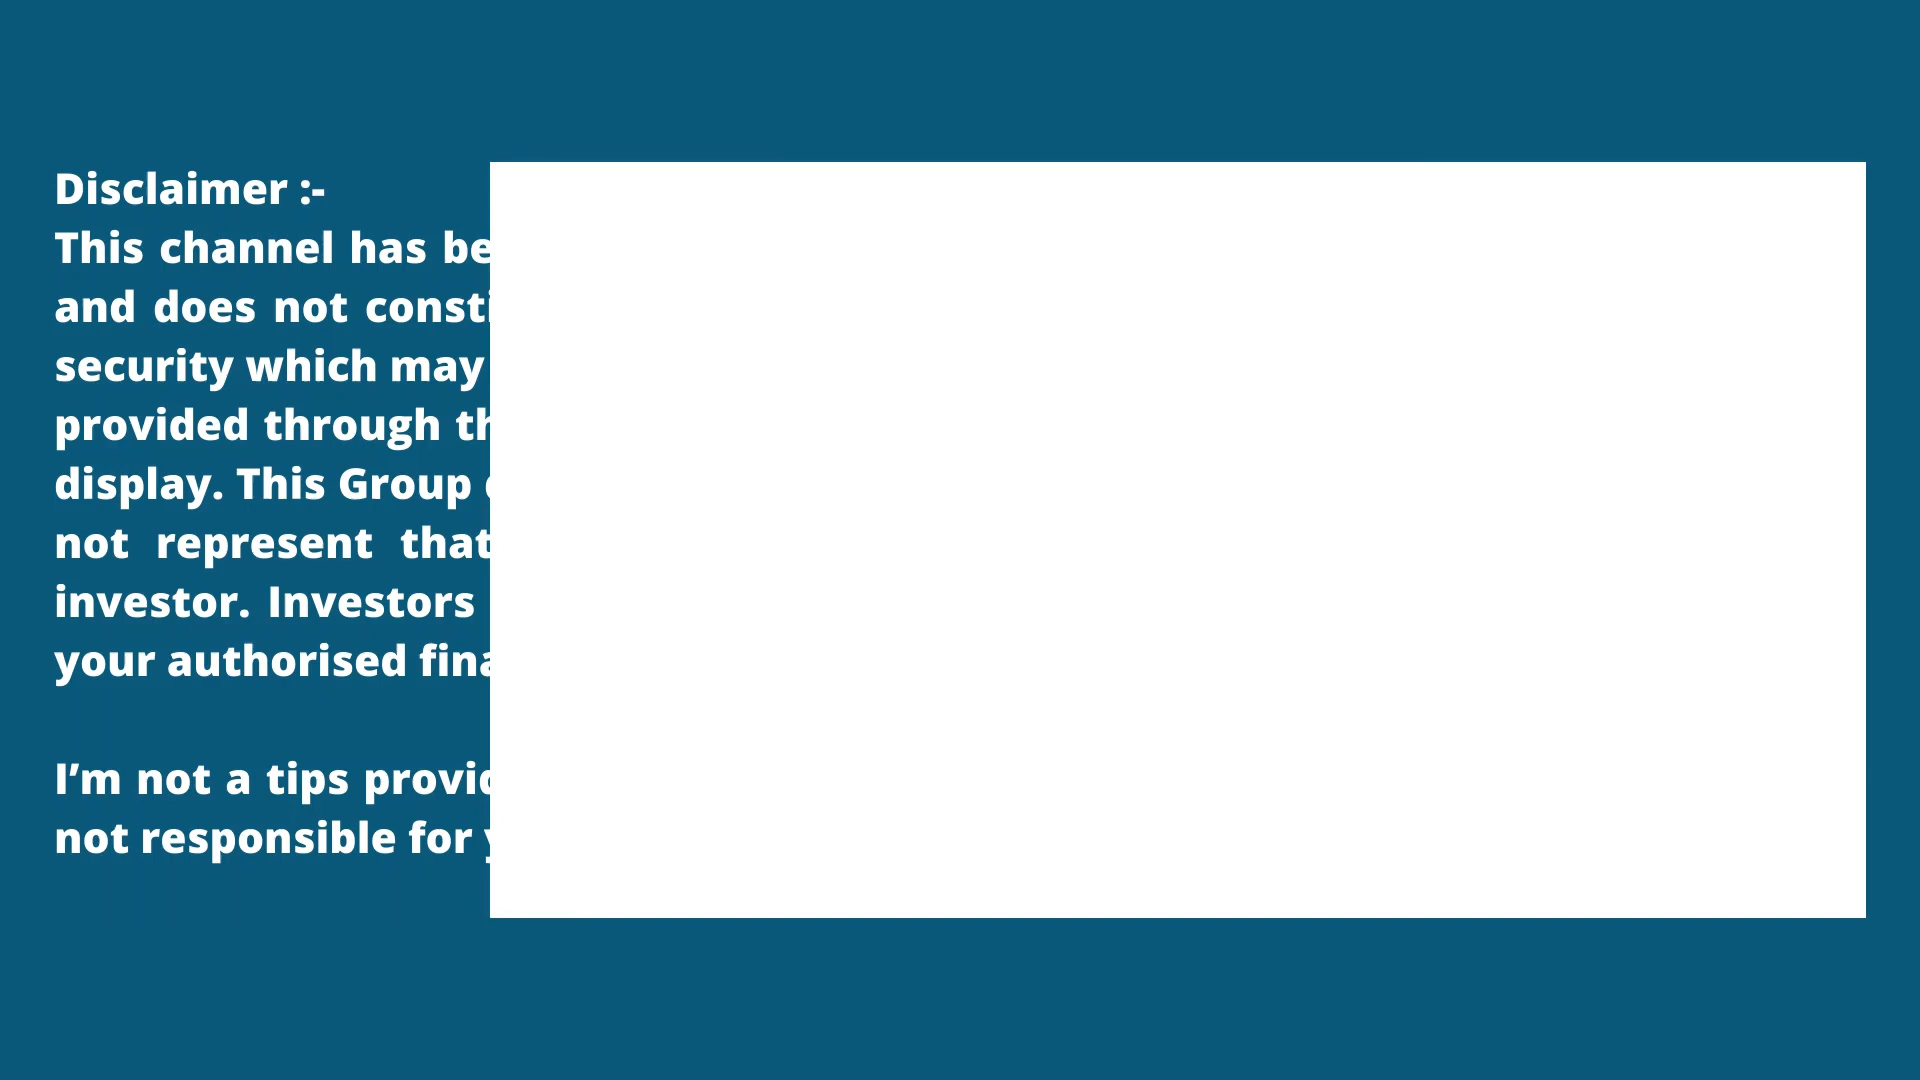 Disclaimer :-
This channel has be
and does not consti
security which may
provided through th
display. This Group
not represent that
investor. Investors
your authorised fina
I’m not a tips provid
not responsible for